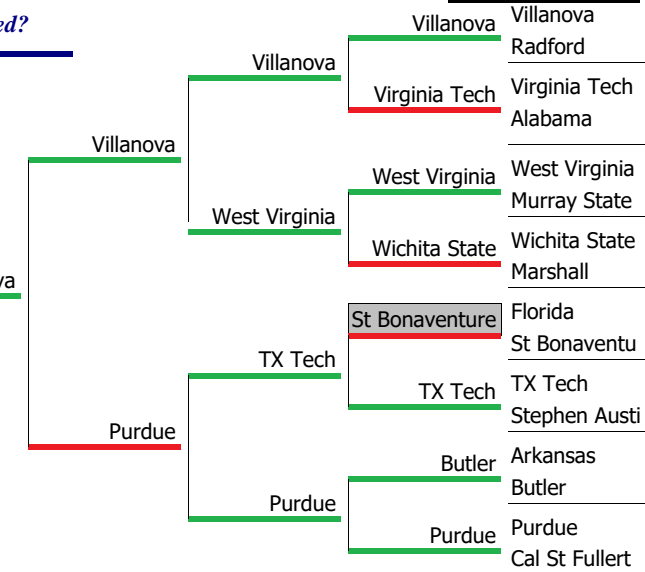 ed?
Villanova
Radford
Virginia Tech
Alabama
West Virginia
Murray State
Wichita State
Marshall
Florida
St Bonaventu
TX Tech
Stephen Austi
Arkansas
Butler
Purdue
Cal St Fullert
Villanova
Virginia Tech
West Virginia
Wichita State
St Bonaventure
TX Tech
Butler
Purdue
Villanova
West Virginia
TX Tech
Purdue
Villanova
Purdue
va